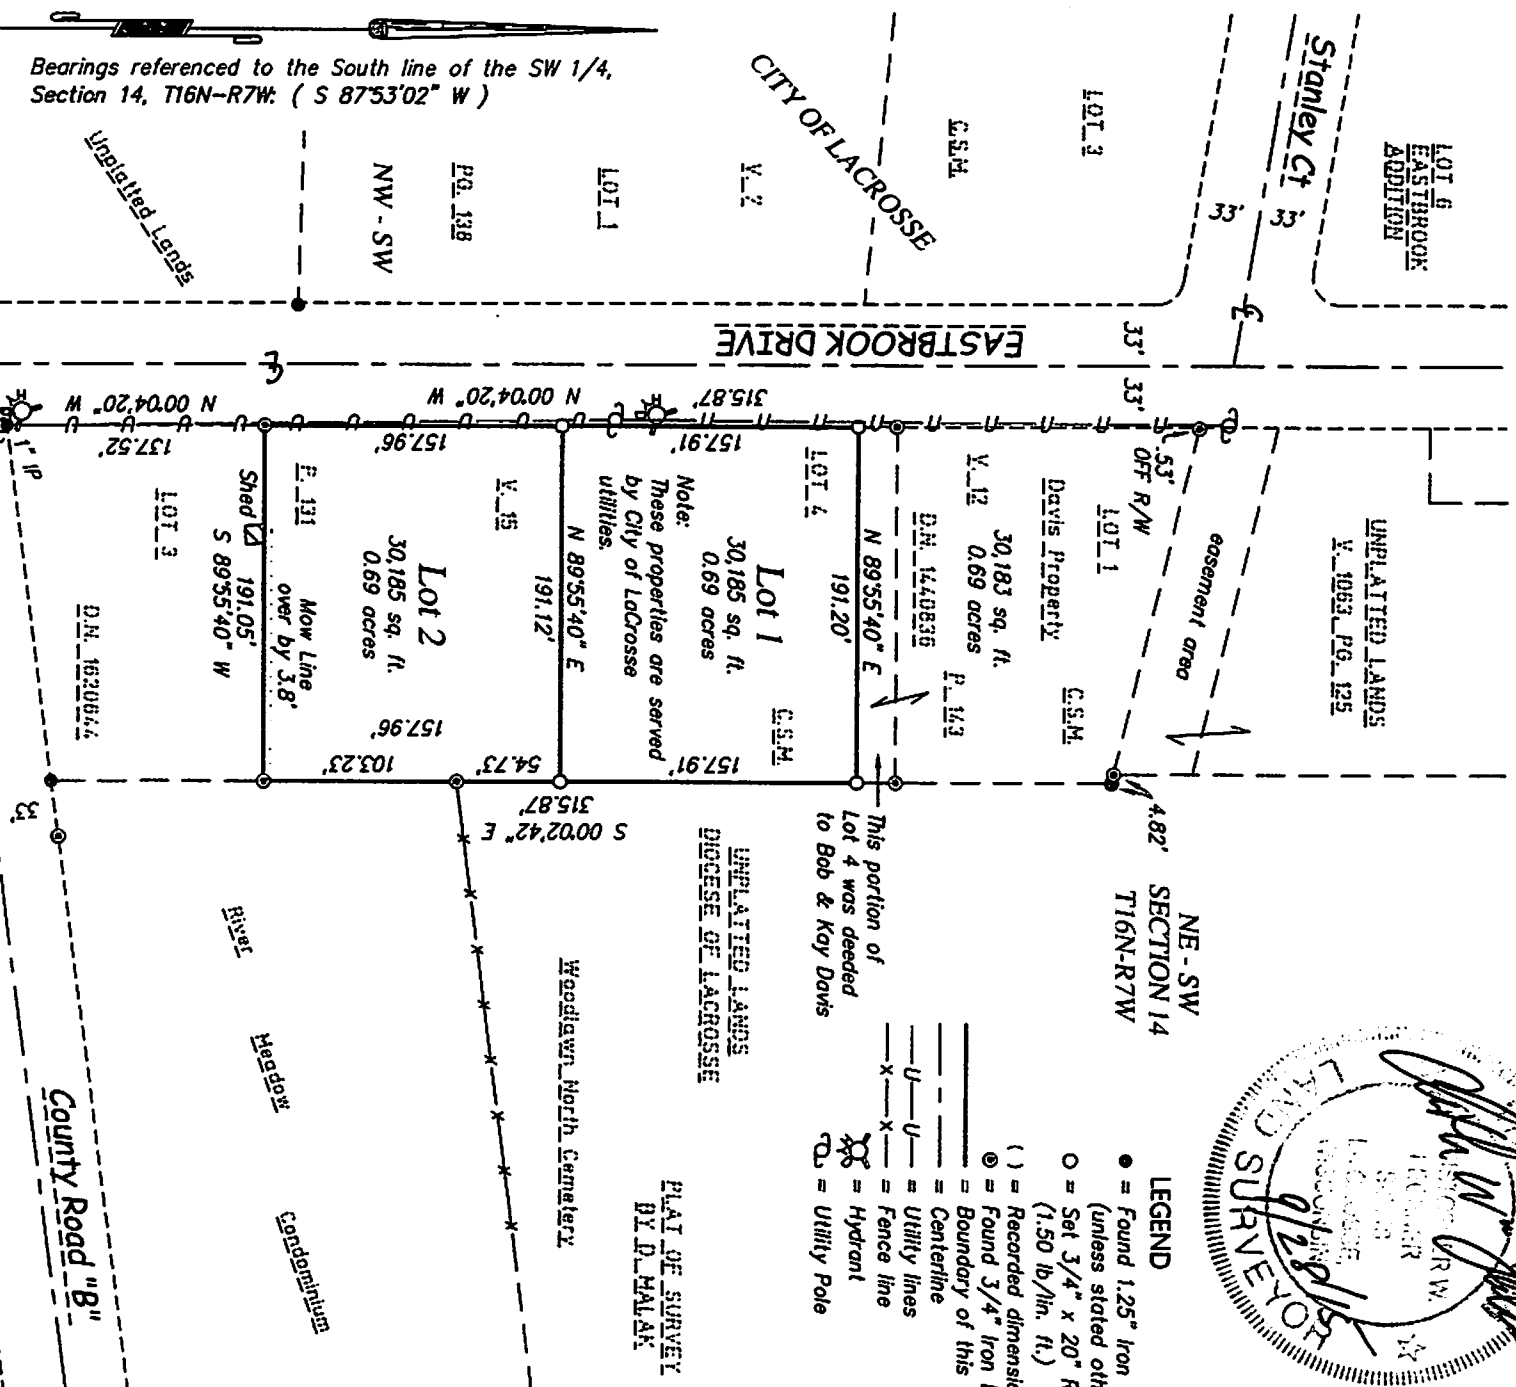 Bearings referenced to the South line of the SW 1/4,
Section 14, T16N-R7W: ( S 87°53'02" W )
Unplatted Lands
NW - SW
PG. 138
LOT 1
V. 2
CITY OF LACROSSE
C.S.M.
LOT 3
Stanley Ct
33'
33'
LOT 6
EASTBROOK
ADDITION
EASTBROOK DRIVE
33'
33'
N 00°04'20" W
137.52'
1" IP
N 00°04'20" W
157.96'
315.87'
157.91'
.53'
OFF R/W
easement area
UNPLATTED LANDS
V. 1063 PG. 125
LOT 1
Davis Property
V. 12
30,183 sq. ft.
0.69 acres
D.N. 1440836
P. 143
C.S.M.
LOT 4
N 89°55'40" E
191.20'
Lot 1
30,185 sq. ft.
0.69 acres
Note:
These properties are served
by City of LaCrosse
utilities.
C.S.M.
157.91'
N 89°55'40" E
191.12'
V. 15
Lot 2
30,185 sq. ft.
0.69 acres
P. 131
Mow Line
over by 3.8'
157.96'
Shed
191.05'
S 89°55'40" W
LOT 3
D.N. 1620644
103.23'
54.73'
315.87'
S 00°02'42" E
33'
4.82'
This portion of
Lot 4 was deeded
to Bob & Kay Davis
NE - SW
SECTION 14
T16N-R7W
UNPLATTED LANDS
DIOCESE OF LACROSSE
Woodlawn North Cemetery
River
Meadow
Condominium
County Road "B"
PLAT OF SURVEY
BY D. MALAK
LEGEND
= Found 1.25" Iron
(unless stated oth
= Set 3/4" x 20" R
(1.50 lb/lin. ft.)
( ) = Recorded dimensi
= Found 3/4" Iron
= Boundary of this
= Centerline
U U = Utility lines
x x = Fence line
= Hydrant
= Utility Pole
LAND SURVEYOR